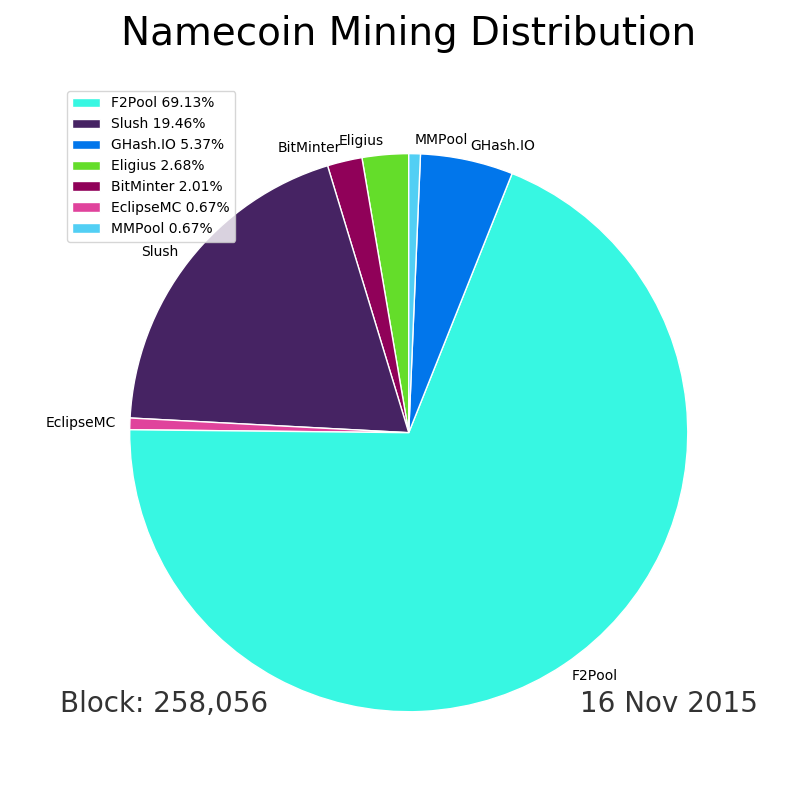 Namecoin Mining Distribution
F2Pool 69.13%
Slush 19.46%
GHash.IO 5.37%
Eligius 2.68%
BitMinter 2.01%
EclipseMC 0.67%
MMPool 0.67%
BitMinter
Eligius
MMPool
GHash.IO
Slush
EclipseMC
F2Pool
Block: 258,056
16 Nov 2015